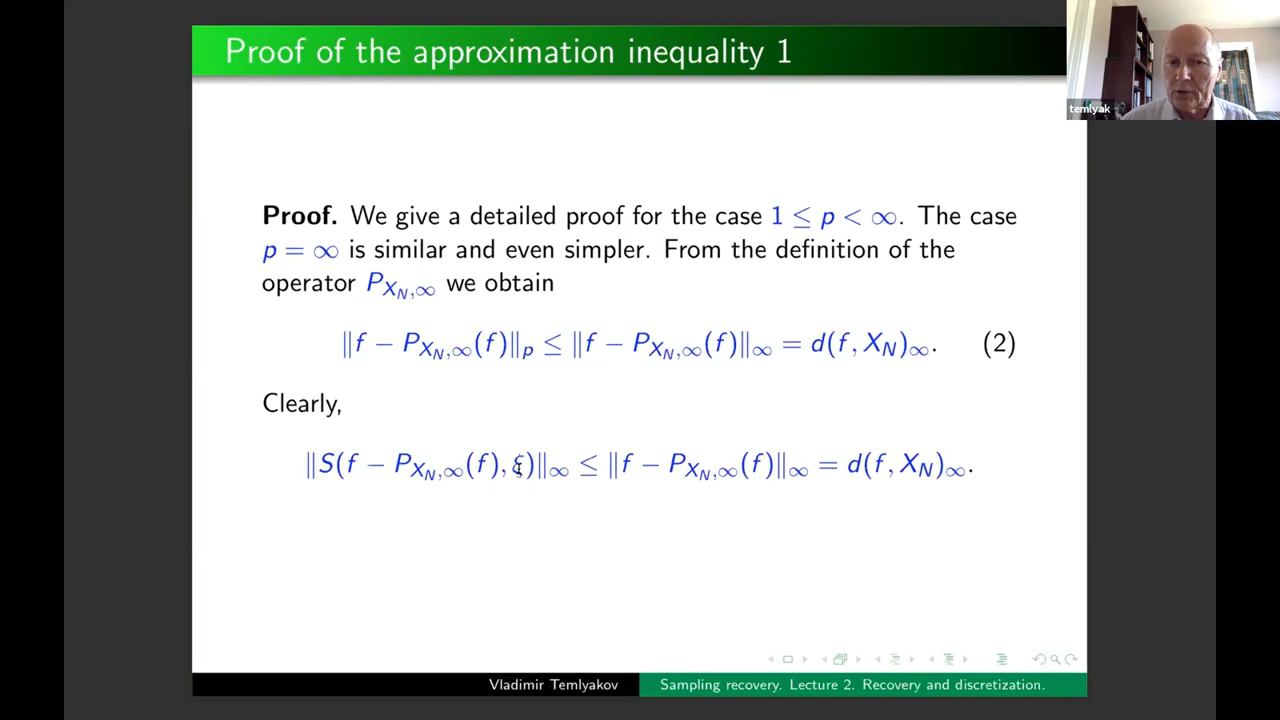 Proof of the approximation inequality 1
temlyak
Proof. We give a detailed proof for the case 1 ≤ p < ∞. The case
p = ∞ is similar and even simpler. From the definition of the
operator P_{X_N,∞} we obtain
‖f − P_{X_N,∞}(f)‖_p ≤ ‖f − P_{X_N,∞}(f)‖_∞ = d(f, X_N)_∞. (2)
Clearly,
‖S(f − P_{X_N,∞}(f), ξ)‖_∞ ≤ ‖f − P_{X_N,∞}(f)‖_∞ = d(f, X_N)_∞.
Vladimir Temlyakov Sampling recovery. Lecture 2. Recovery and discretization.